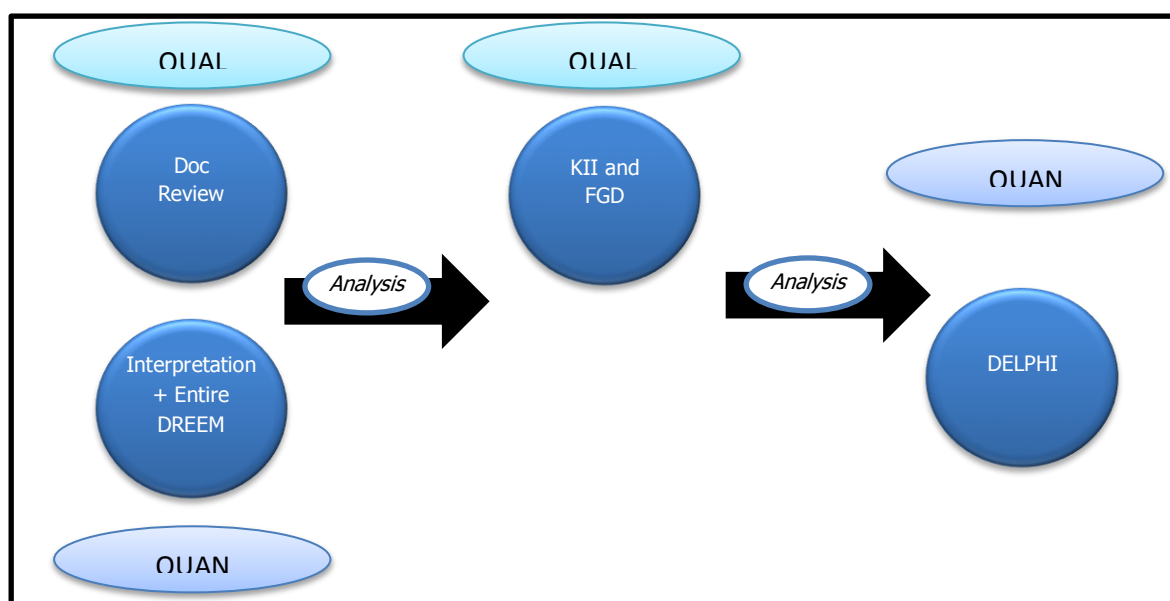 QUAL
QUAL
Doc
Review
KII and
FGD
QUAN
Analysis
Analysis
Interpretation
+ Entire
DREEM
DELPHI
QUAN